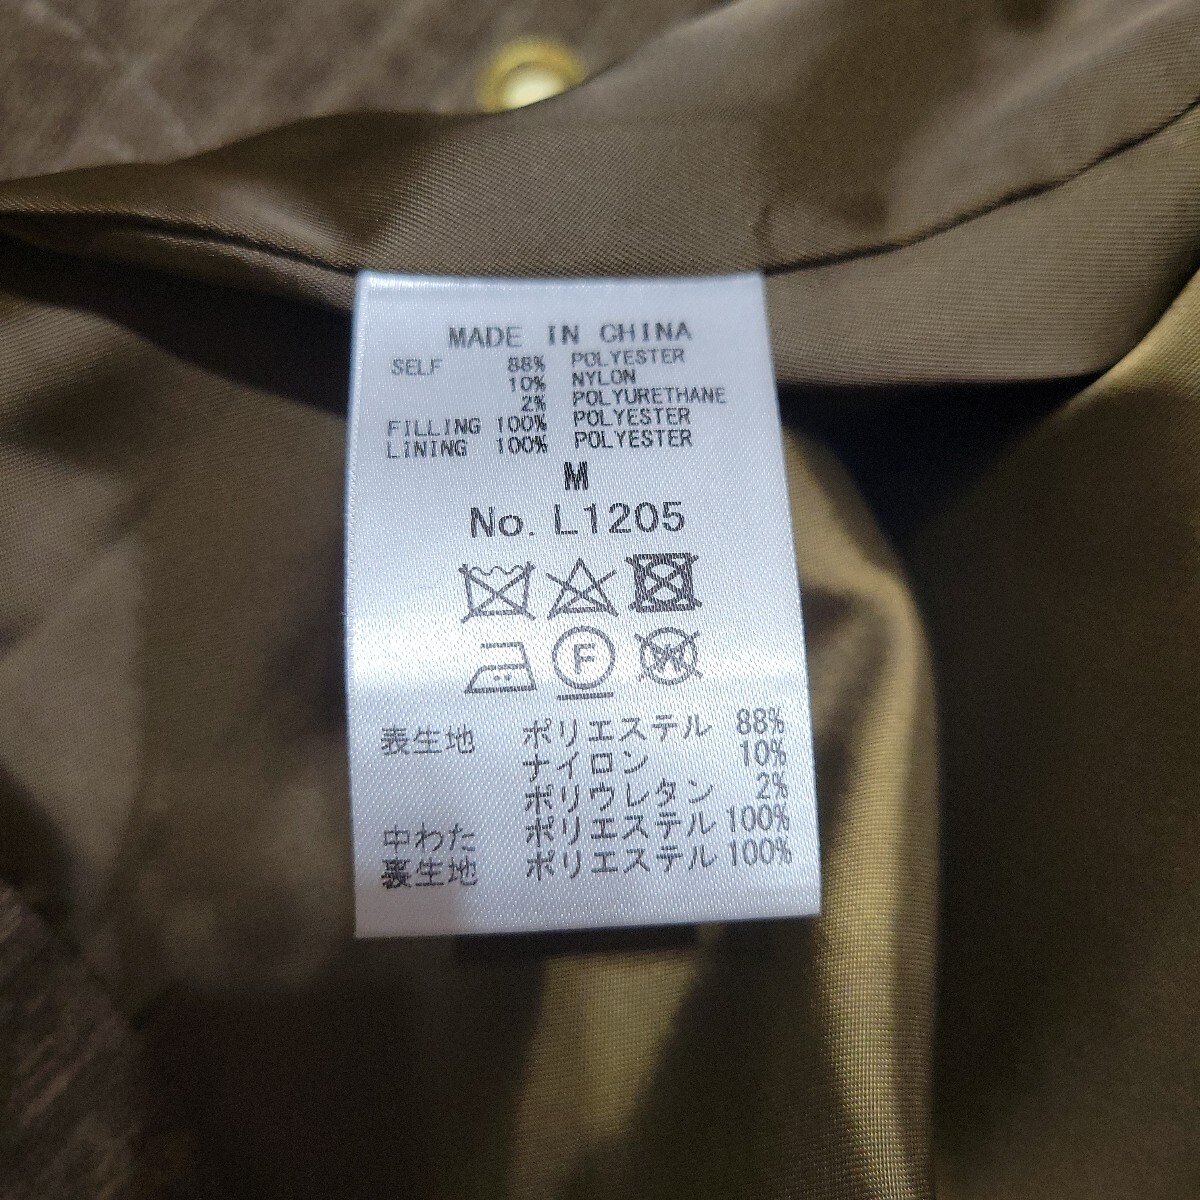 MADE IN CHINA
SELF 88% POLYESTER
10% NYLON
2% POLYURETHANE
FILLING 100% POLYESTER
LINING 100% POLYESTER
M
No. L1205
F
W
表生地 ポリエステル 88%
ナイロン 10%
ポリウレタン 2%
中わた ポリエステル 100%
裏生地 ポリエステル 100%